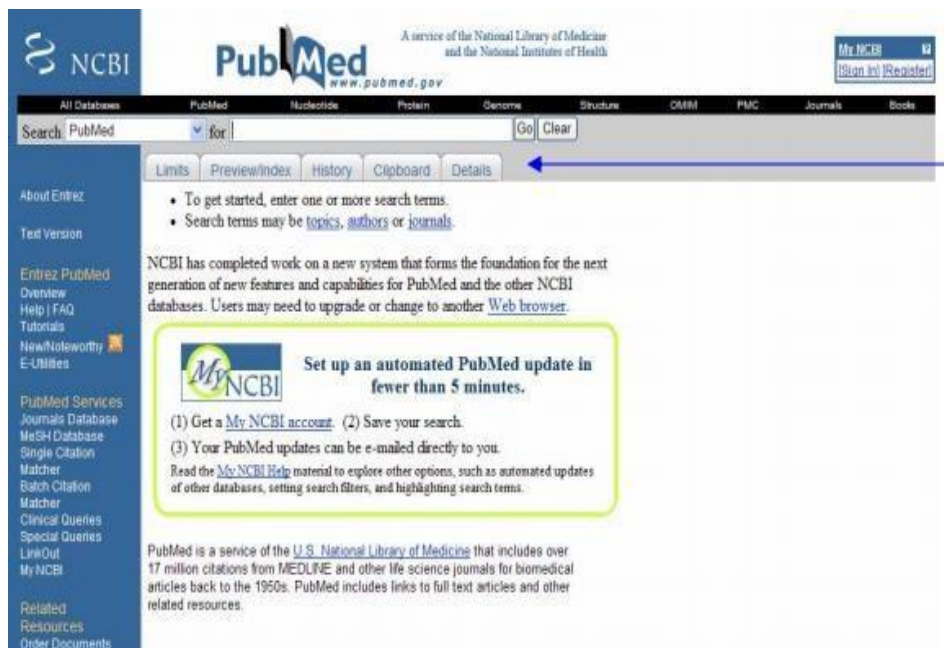 NCBI
PubMed
www.pubmed.gov
A service of the National Library of Medicine
and the National Institutes of Health
My NCBI
[Sign In] [Register]
All Databases PubMed Nucleotide Protein Genome Structure OMIM PMC Journals Books
Search PubMed for Go Clear
Limits Preview/Index History Clipboard Details
About Entrez
Text Version
Entrez PubMed
Overview
Help | FAQ
Tutorials
New/Noteworthy
E-Utilities
PubMed Services
Journals Database
MeSH Database
Single Citation
Matcher
Batch Citation
Matcher
Clinical Queries
Special Queries
LinkOut
My NCBI
Related
Resources
Order Documents
• To get started, enter one or more search terms.
• Search terms may be topics, authors or journals.
NCBI has completed work on a new system that forms the foundation for the next
generation of new features and capabilities for PubMed and the other NCBI
databases. Users may need to upgrade or change to another Web browser.
My NCBI
Set up an automated PubMed update in
fewer than 5 minutes.
(1) Get a My NCBI account. (2) Save your search.
(3) Your PubMed updates can be e-mailed directly to you.
Read the My NCBI Help material to explore other options, such as automated updates
of other databases, setting search filters, and highlighting search terms.
PubMed is a service of the U.S. National Library of Medicine that includes over
17 million citations from MEDLINE and other life science journals for biomedical
articles back to the 1950s. PubMed includes links to full text articles and other
related resources.